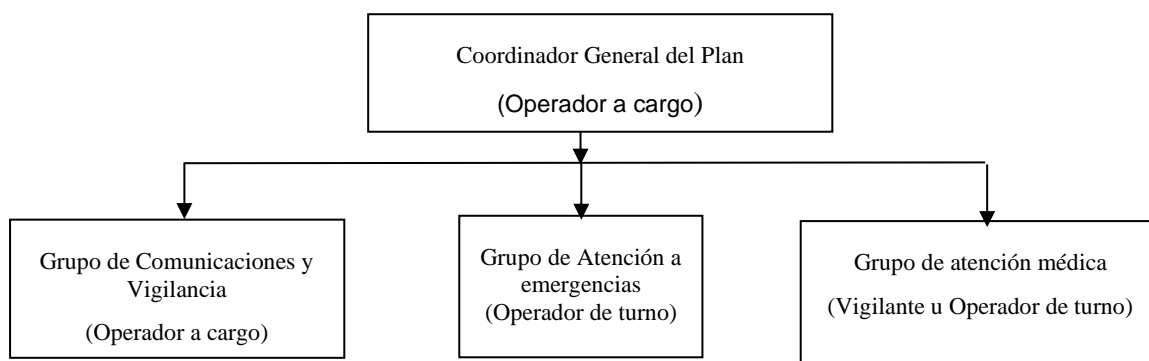 Coordinador General del Plan
(Operador a cargo)
Grupo de Comunicaciones y
Vigilancia
(Operador a cargo)
Grupo de Atención a
emergencias
(Operador de turno)
Grupo de atención médica
(Vigilante u Operador de turno)